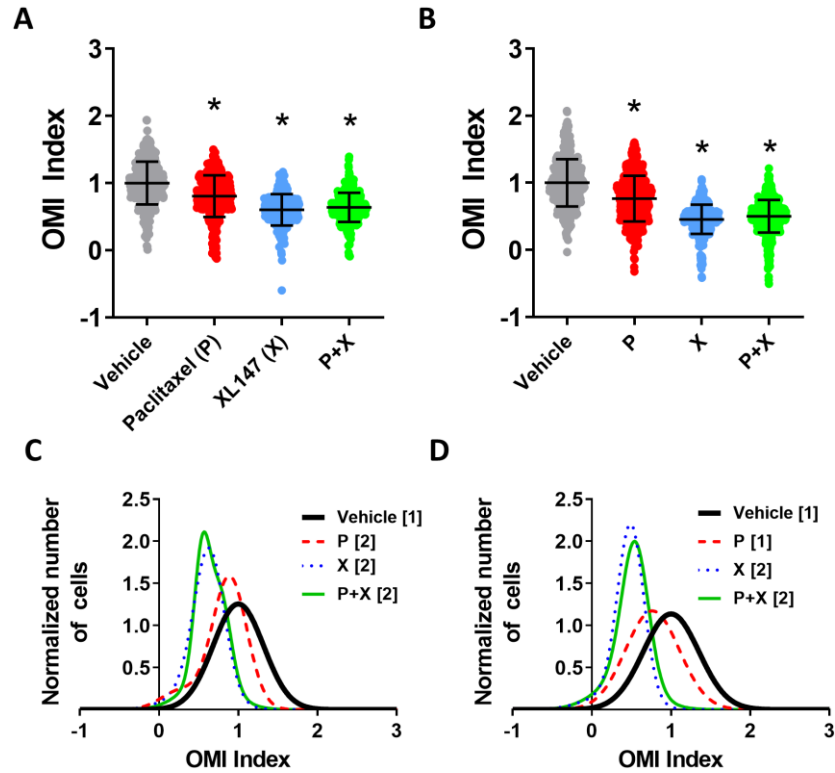 A
OMI Index
3
2
1
0
-1
*
*
*
Vehicle
Paclitaxel (P)
XL147 (X)
P+X
B
OMI Index
3
2
1
0
-1
*
*
*
Vehicle
P
X
P+X
C
Normalized number
of cells
2.5
2.0
1.5
1.0
0.5
Vehicle [1]
P [2]
X [2]
P+X [2]
-1
0
1
2
3
OMI Index
D
Normalized number
of cells
2.5
2.0
1.5
1.0
0.5
Vehicle [1]
P [1]
X [2]
P+X [2]
-1
0
1
2
3
OMI Index